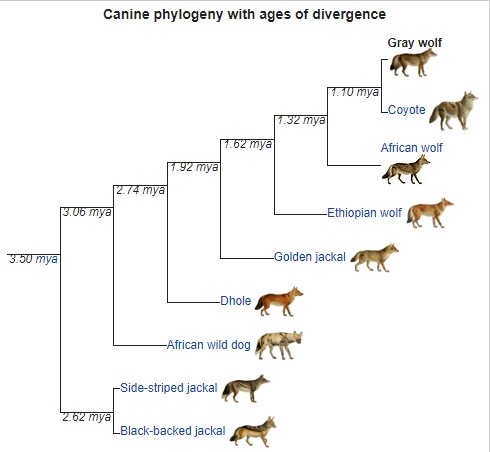 Canine phylogeny with ages of divergence
Gray wolf
1.10 mya
Coyote
1.32 mya
African wolf
1.62 mya
Ethiopian wolf
1.92 mya
Golden jackal
2.74 mya
Dhole
3.06 mya
African wild dog
3.50 mya
Side-striped jackal
2.62 mya
Black-backed jackal